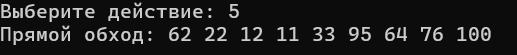 Выберите действие: 5
Прямой обход: 62 22 12 11 33 95 64 76 100